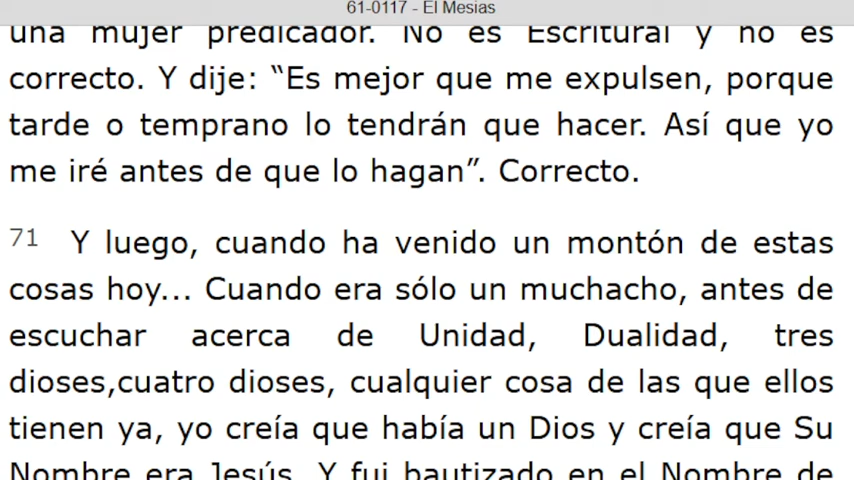 61-0117 - El Mesias
una mujer predicador. No es Escritural y no es
correcto. Y dije: “Es mejor que me expulsen, porque
tarde o temprano lo tendrán que hacer. Así que yo
me iré antes de que lo hagan”. Correcto.
71 Y luego, cuando ha venido un montón de estas
cosas hoy... Cuando era sólo un muchacho, antes de
escuchar acerca de Unidad, Dualidad, tres
dioses,cuatro dioses, cualquier cosa de las que ellos
tienen ya, yo creía que había un Dios y creía que Su
Nombre era Jesús. Y fui bautizado en el Nombre de